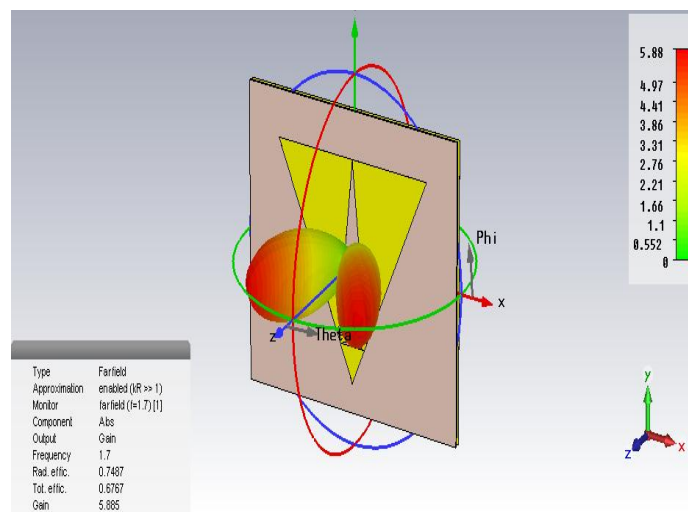 5.88
4.97
4.41
3.86
3.31
2.76
2.21
1.66
1.1
0.552
0
Phi
x
z
Theta
Type Farfield
Approximation enabled (kR >> 1)
Monitor farfield (f=1.7) [1]
Component Abs
Output Gain
Frequency 1.7
Rad. effic. 0.7487
Tot. effic. 0.6767
Gain 5.885
y
z
x